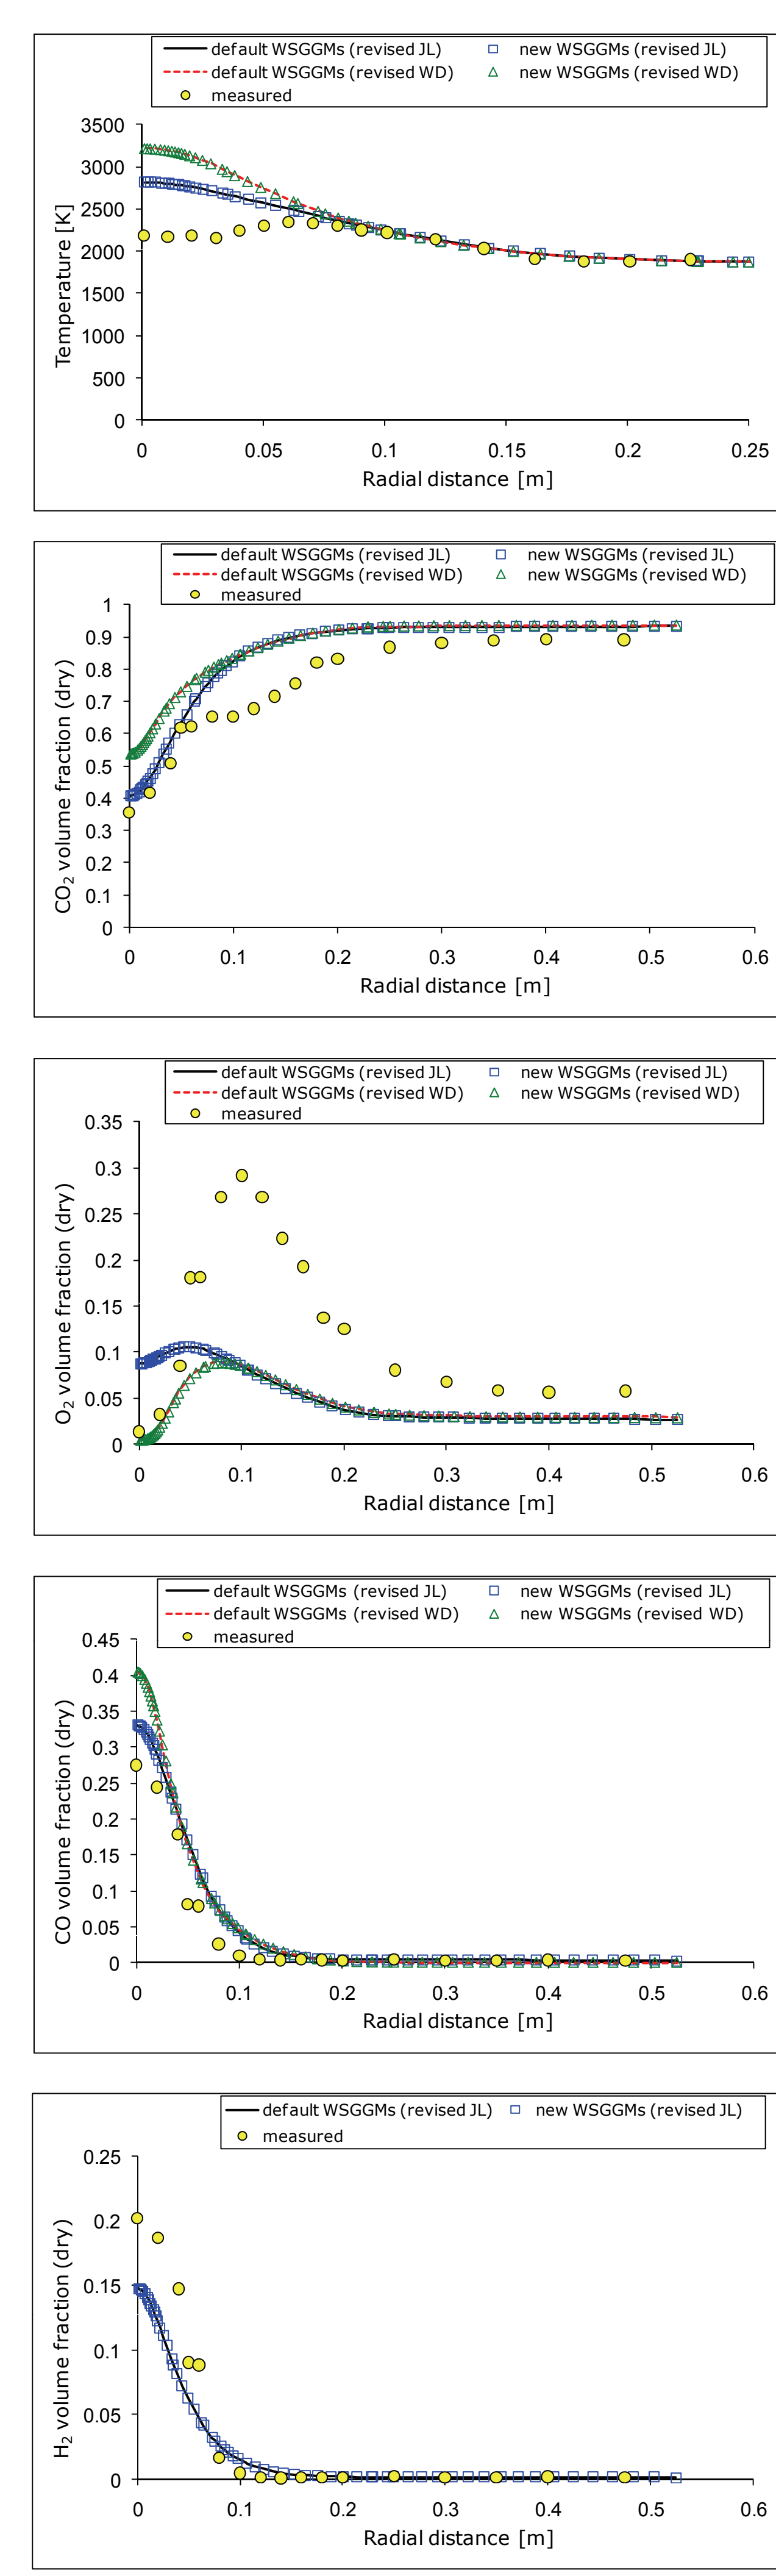 default WSGGMs (revised JL) new WSGGMs (revised JL)
default WSGGMs (revised WD) new WSGGMs (revised WD)
measured
3500
3000
2500
2000
1500
1000
500
0
Temperature [K]
0 0.05 0.1 0.15 0.2 0.25
Radial distance [m]
default WSGGMs (revised JL) new WSGGMs (revised JL)
default WSGGMs (revised WD) new WSGGMs (revised WD)
measured
1
0.9
0.8
0.7
0.6
0.5
0.4
0.3
0.2
0.1
0
CO₂ volume fraction (dry)
0 0.1 0.2 0.3 0.4 0.5 0.6
Radial distance [m]
default WSGGMs (revised JL) new WSGGMs (revised JL)
default WSGGMs (revised WD) new WSGGMs (revised WD)
measured
0.35
0.3
0.25
0.2
0.15
0.1
0.05
0
O₂ volume fraction (dry)
0 0.1 0.2 0.3 0.4 0.5 0.6
Radial distance [m]
default WSGGMs (revised JL) new WSGGMs (revised JL)
default WSGGMs (revised WD) new WSGGMs (revised WD)
measured
0.45
0.4
0.35
0.3
0.25
0.2
0.15
0.1
0.05
0
CO volume fraction (dry)
0 0.1 0.2 0.3 0.4 0.5 0.6
Radial distance [m]
default WSGGMs (revised JL) new WSGGMs (revised JL)
measured
0.25
0.2
0.15
0.1
0.05
0
H₂ volume fraction (dry)
0 0.1 0.2 0.3 0.4 0.5 0.6
Radial distance [m]